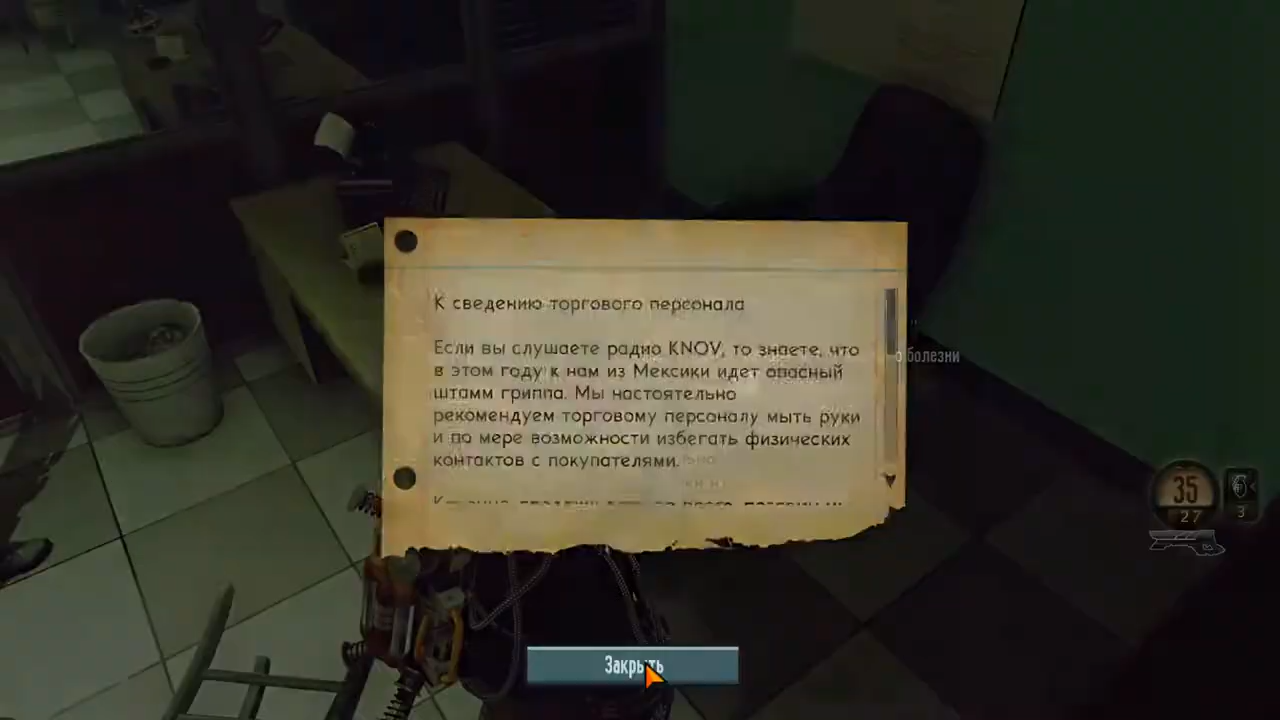 К сведению торгового персонала
Если вы слушаете радио KNOV, то знаете, что
в этом году к нам из Мексики идет опасный
штамм гриппа. Мы настоятельно
рекомендуем торговому персоналу мыть руки
и по мере возможности избегать физических
контактов с покупателями.
о болезни
35
27
3
Закрыть